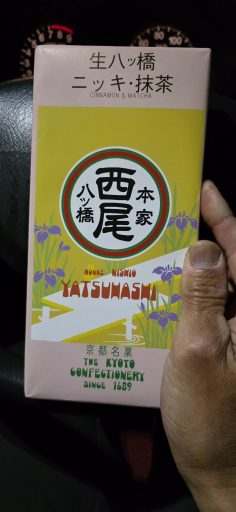 生八ッ橋
ニッキ・抹茶
CINNAMON & MATCHA
本家
西尾
八ッ橋
HONKE NISHIO
YATSUHASHI
京都名菓
THE KYOTO
CONFECTIONERY
SINCE 1689